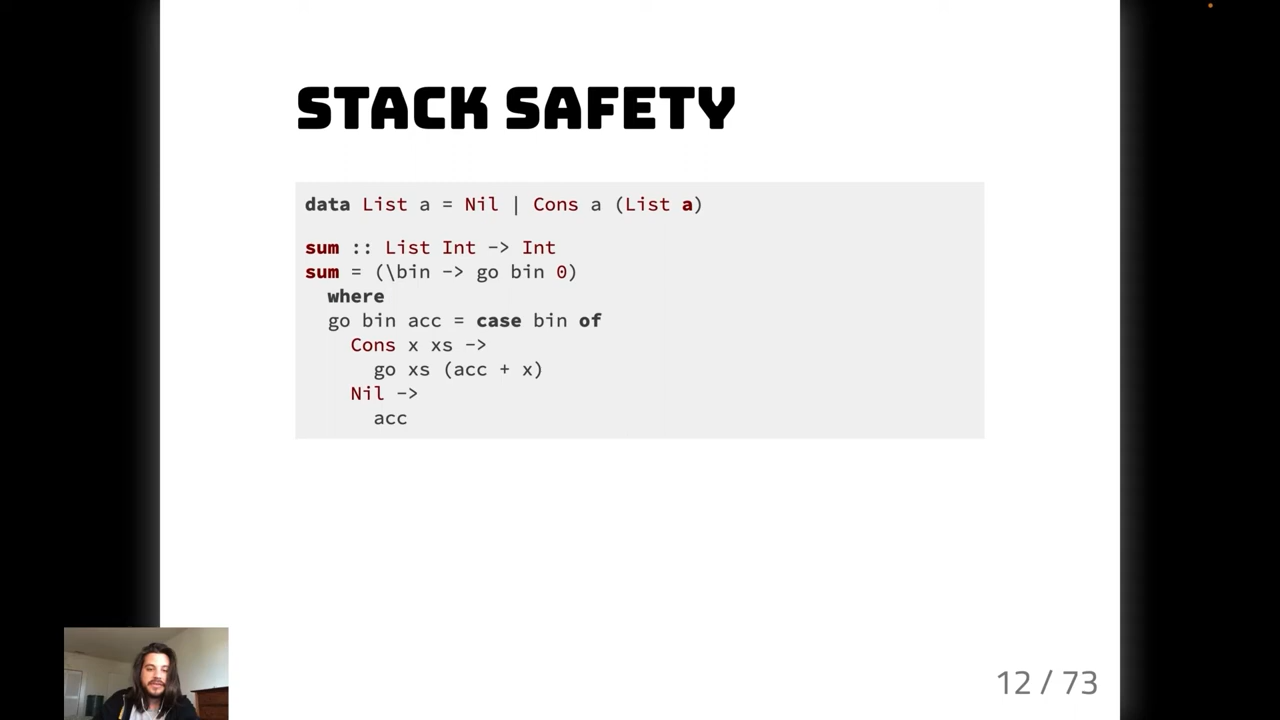 STACK SAFETY
data List a = Nil | Cons a (List a)
sum :: List Int -> Int
sum = (\bin -> go bin 0)
  where
  go bin acc = case bin of
    Cons x xs ->
      go xs (acc + x)
    Nil ->
      acc
12 / 73